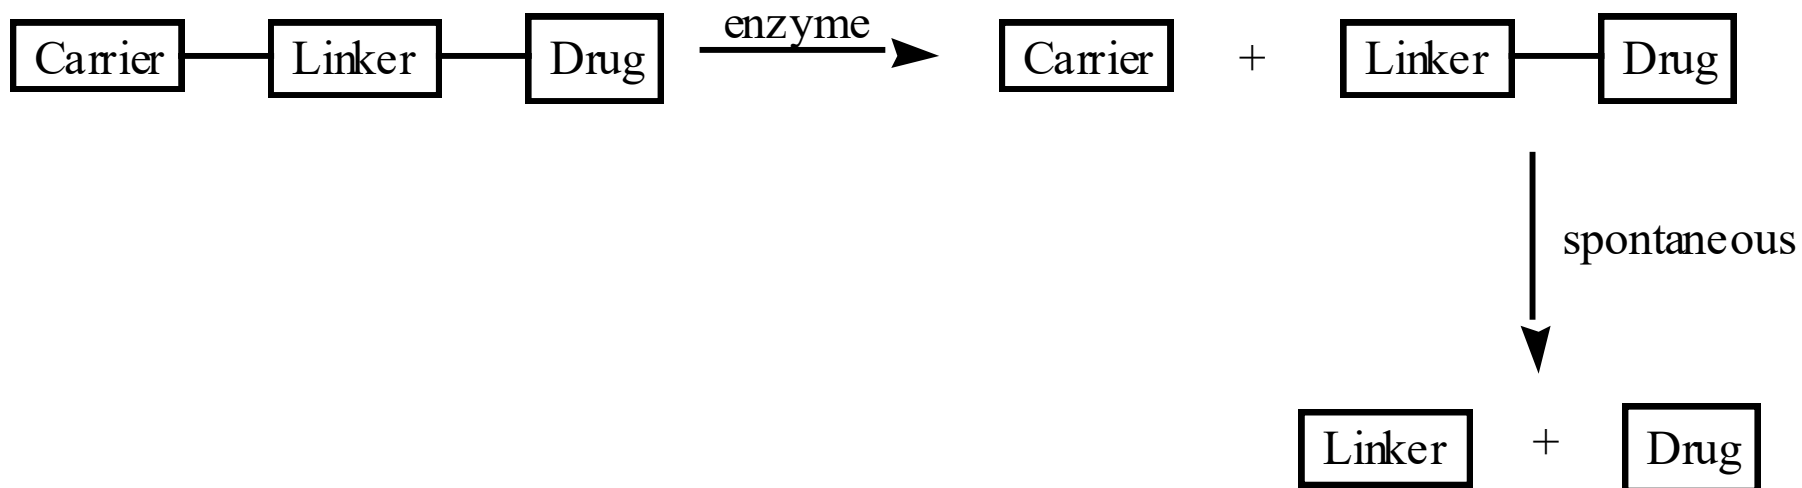 enzyme
Carrier Linker Drug Carrier + Linker Drug
spontaneous
Linker + Drug